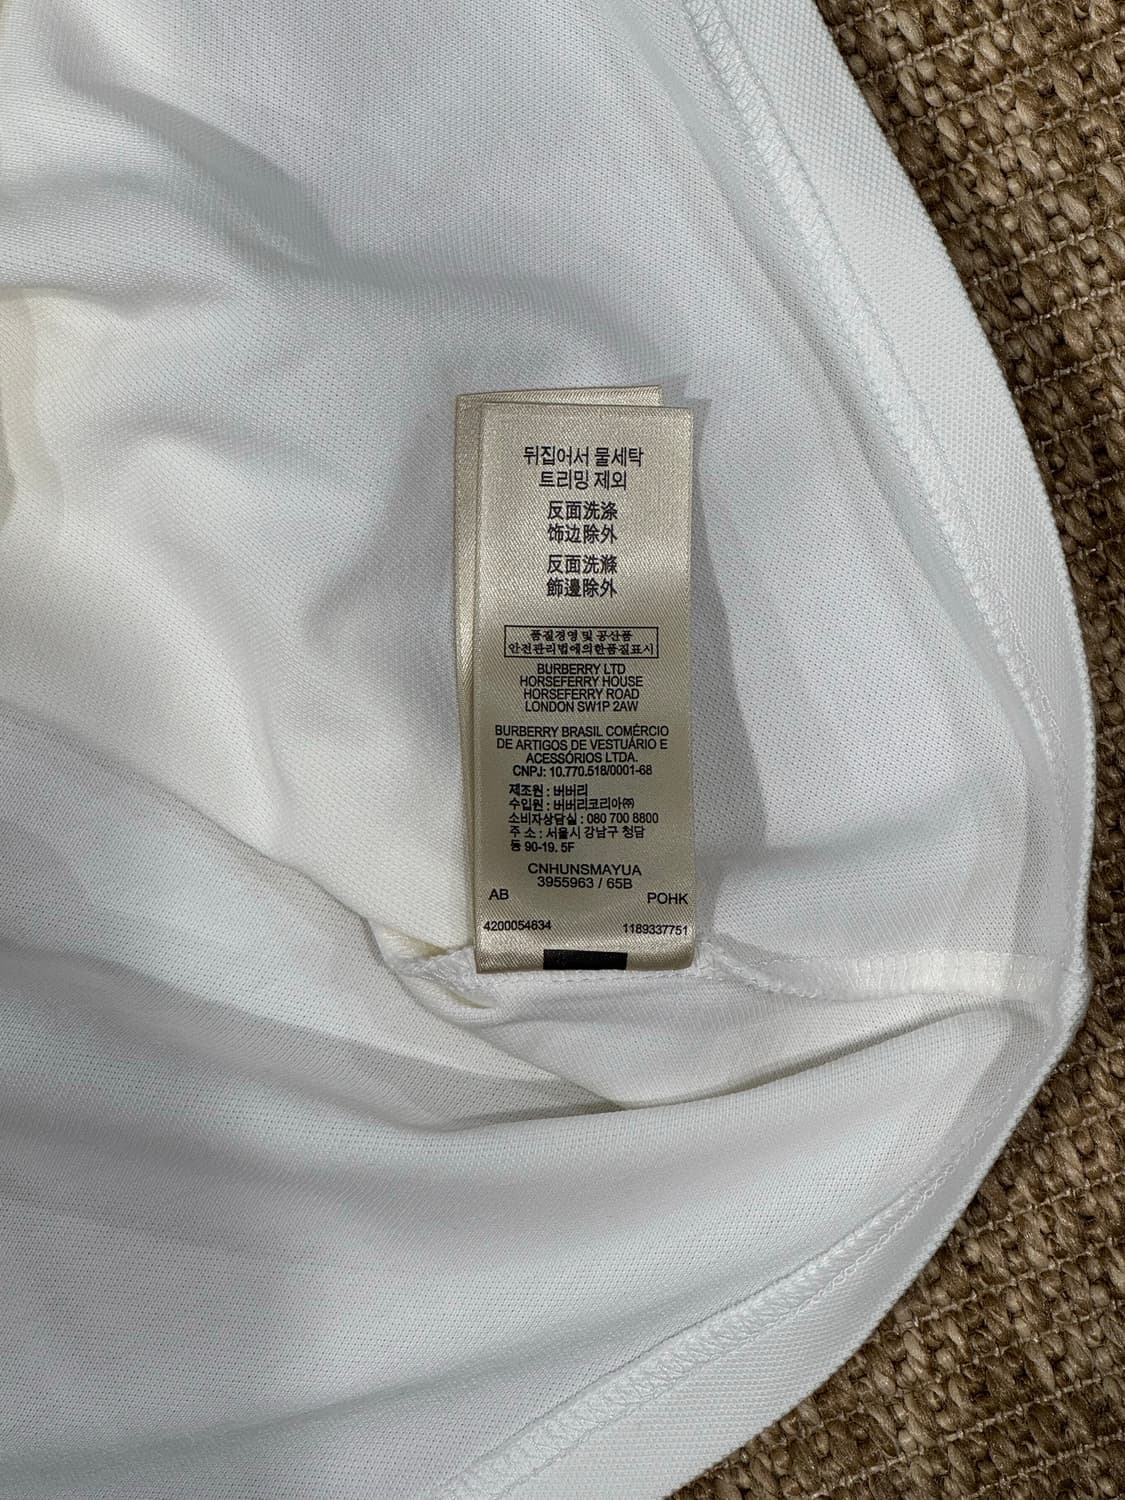 뒤집어서 물세탁
트리밍 제외
反面洗涤
饰边除外
反面洗滌
飾邊除外
품질경영 및 공산품
안전관리법에의한품질표시
BURBERRY LTD
HORSEFERRY HOUSE
HORSEFERRY ROAD
LONDON SW1P 2AW
BURBERRY BRASIL COMÉRCIO
DE ARTIGOS DE VESTUÁRIO E
ACESSÓRIOS LTDA.
CNPJ: 10.770.518/0001-68
제조원 : 버버리
수입원 : 버버리코리아㈜
소비자상담실 : 080 700 8800
주 소 : 서울시 강남구 청담
동 90-19. 5F
CNHUNSMAYUA
3955963 / 65B
AB POHK
4200054834 1189337751